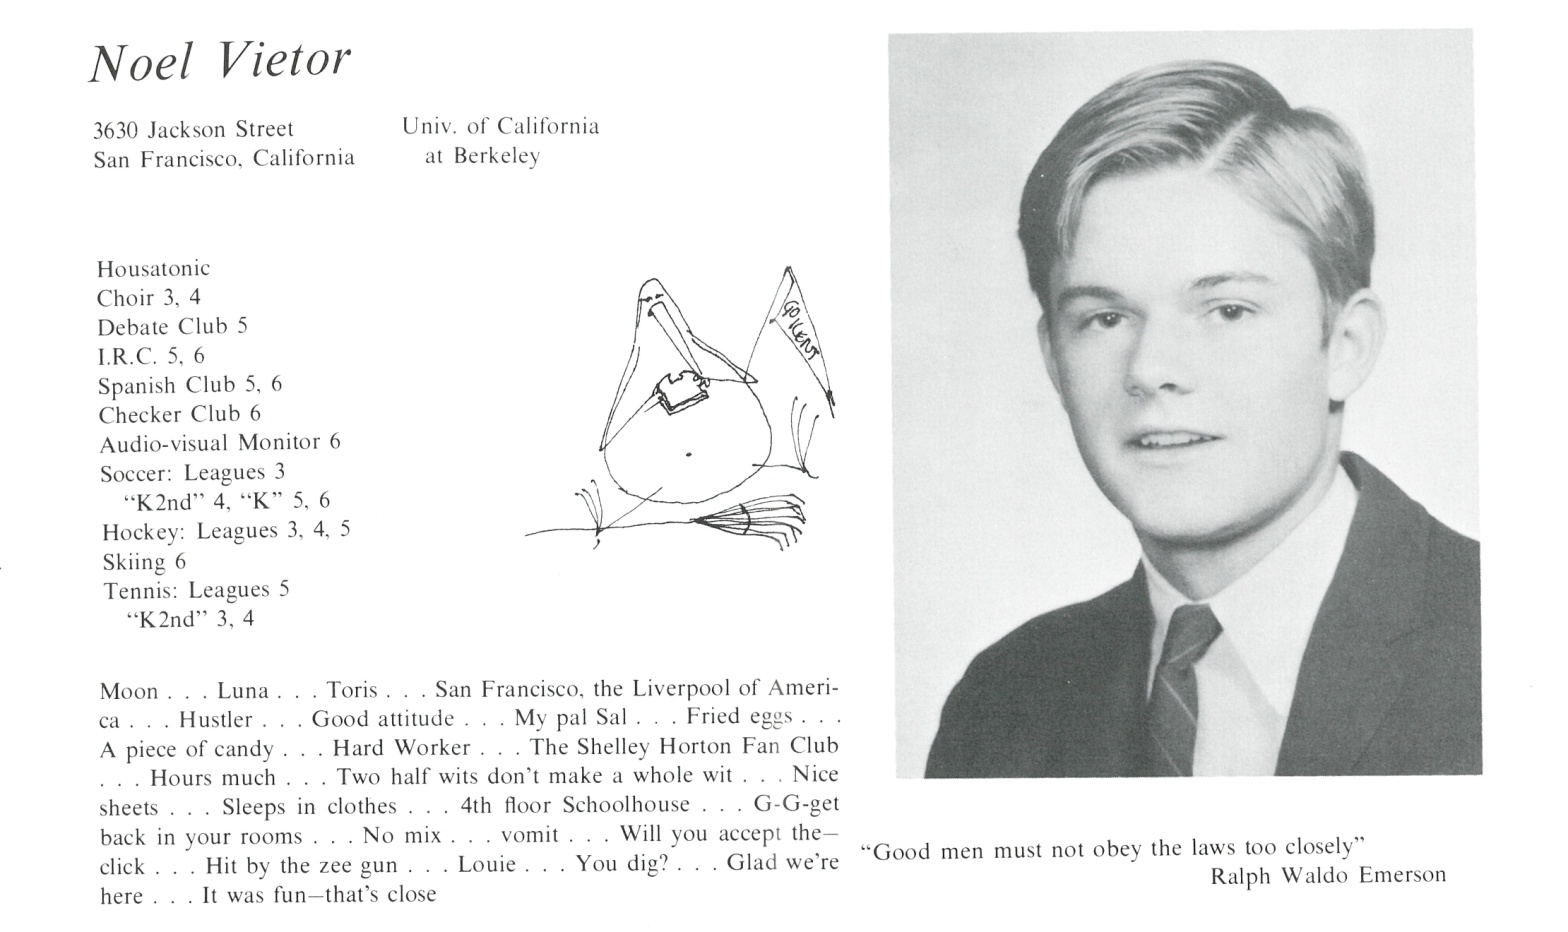 Noel Vietor
3630 Jackson Street
San Francisco, California
Univ. of California
at Berkeley
Housatonic
Choir 3, 4
Debate Club 5
I.R.C. 5, 6
Spanish Club 5, 6
Checker Club 6
Audio-visual Monitor 6
Soccer: Leagues 3
“K2nd” 4, “K” 5, 6
Hockey: Leagues 3, 4, 5
Skiing 6
Tennis: Leagues 5
“K2nd” 3, 4
GO KENT
Moon . . . Luna . . . Toris . . . San Francisco, the Liverpool of Ameri-
ca . . . Hustler . . . Good attitude . . . My pal Sal . . . Fried eggs . . .
A piece of candy . . . Hard Worker . . . The Shelley Horton Fan Club
. . . Hours much . . . Two half wits don’t make a whole wit . . . Nice
sheets . . . Sleeps in clothes . . . 4th floor Schoolhouse . . . G-G-get
back in your rooms . . . No mix . . . vomit . . . Will you accept the—
click . . . Hit by the zee gun . . . Louie . . . You dig? . . . Glad we’re
here . . . It was fun—that’s close
“Good men must not obey the laws too closely”
Ralph Waldo Emerson